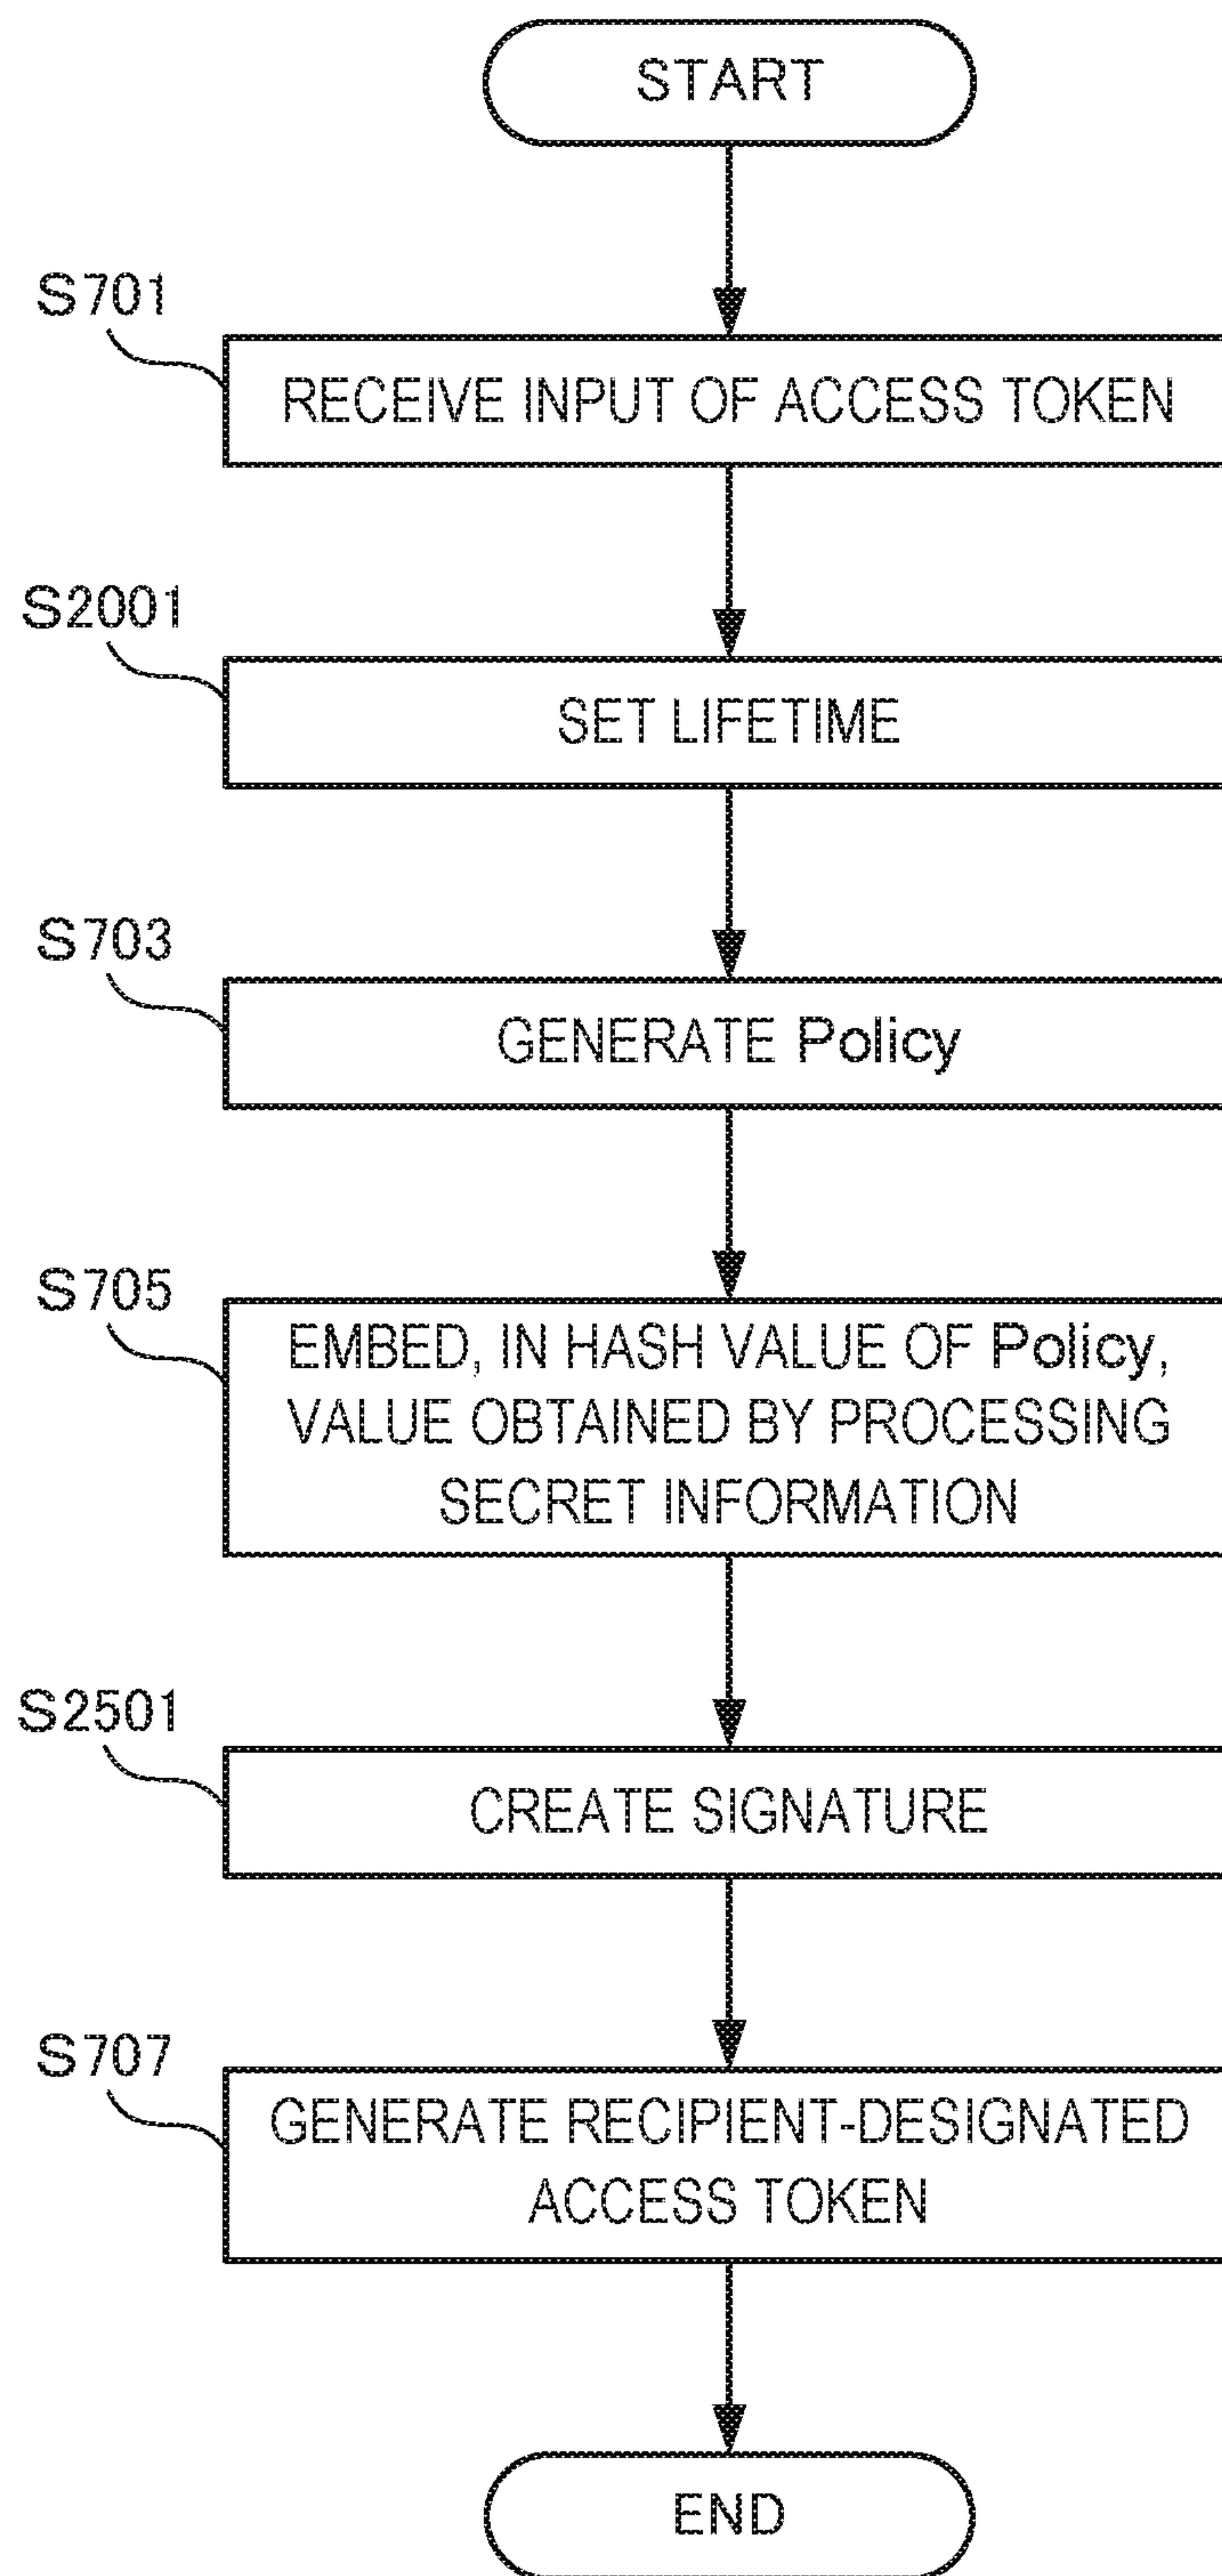 START
S701
RECEIVE INPUT OF ACCESS TOKEN
S2001
SET LIFETIME
S703
GENERATE Policy
S705
EMBED, IN HASH VALUE OF Policy,
VALUE OBTAINED BY PROCESSING
SECRET INFORMATION
S2501
CREATE SIGNATURE
S707
GENERATE RECIPIENT-DESIGNATED
ACCESS TOKEN
END